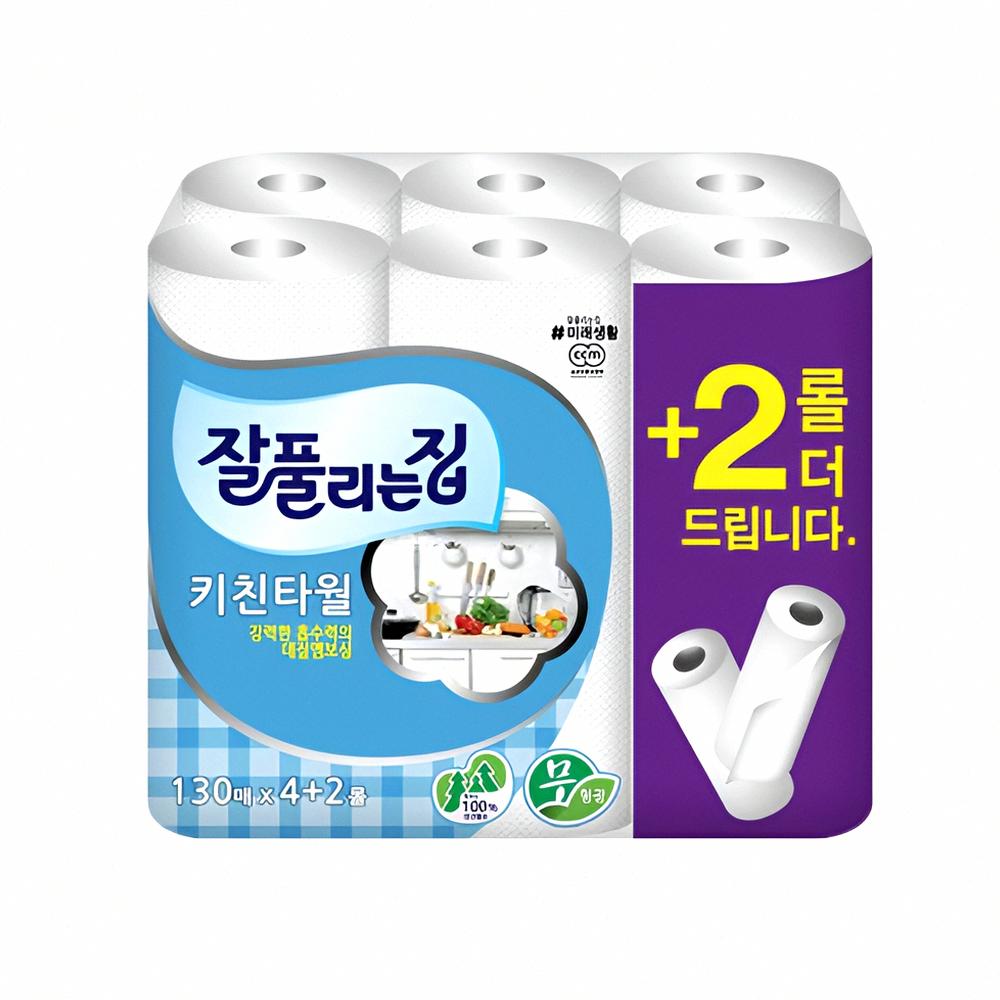 #미래생활
ccm
잘풀리는집
키친타월
강력한 흡수력의
대칭엠보싱
130매 x 4+2롤
100%
무
+2롤
더
드립니다.